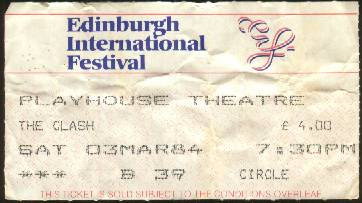 Edinburgh
International
Festival
PLAYHOUSE THEATRE
THE CLASH £ 4.00
SAT 03MAR84 7:30PM
*** B 39 CIRCLE
THIS TICKET IS SOLD SUBJECT TO THE CONDITIONS OVERLEAF